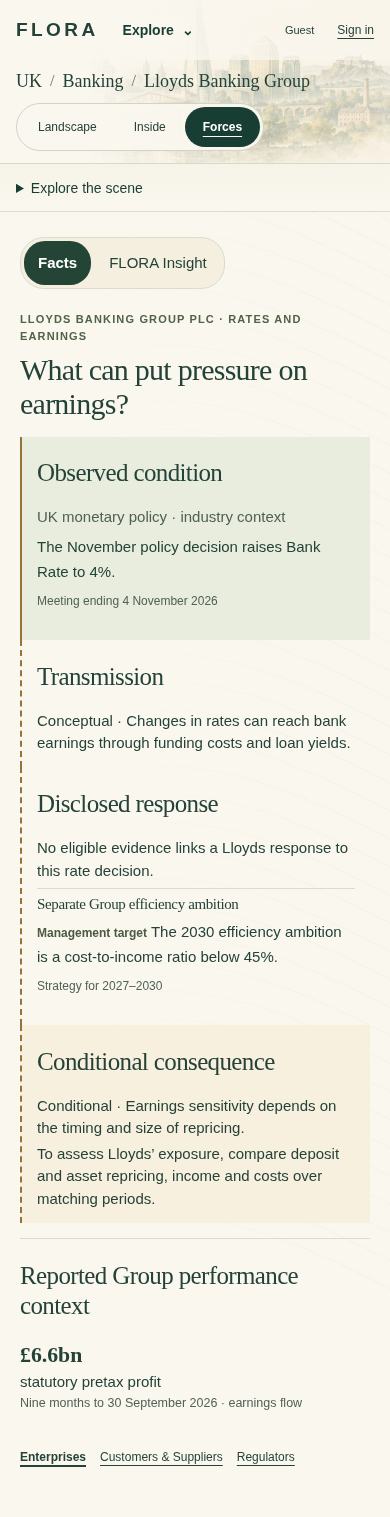 FLORA Explore Guest Sign in
UK / Banking / Lloyds Banking Group
Landscape Inside Forces
Explore the scene
Facts FLORA Insight
LLOYDS BANKING GROUP PLC · RATES AND
EARNINGS
What can put pressure on
earnings?
Observed condition
UK monetary policy · industry context
The November policy decision raises Bank
Rate to 4%.
Meeting ending 4 November 2026
Transmission
Conceptual · Changes in rates can reach bank
earnings through funding costs and loan yields.
Disclosed response
No eligible evidence links a Lloyds response to
this rate decision.
Separate Group efficiency ambition
Management target The 2030 efficiency ambition
is a cost-to-income ratio below 45%.
Strategy for 2027–2030
Conditional consequence
Conditional · Earnings sensitivity depends on
the timing and size of repricing.
To assess Lloyds’ exposure, compare deposit
and asset repricing, income and costs over
matching periods.
Reported Group performance
context
£6.6bn
statutory pretax profit
Nine months to 30 September 2026 · earnings flow
Enterprises Customers & Suppliers Regulators